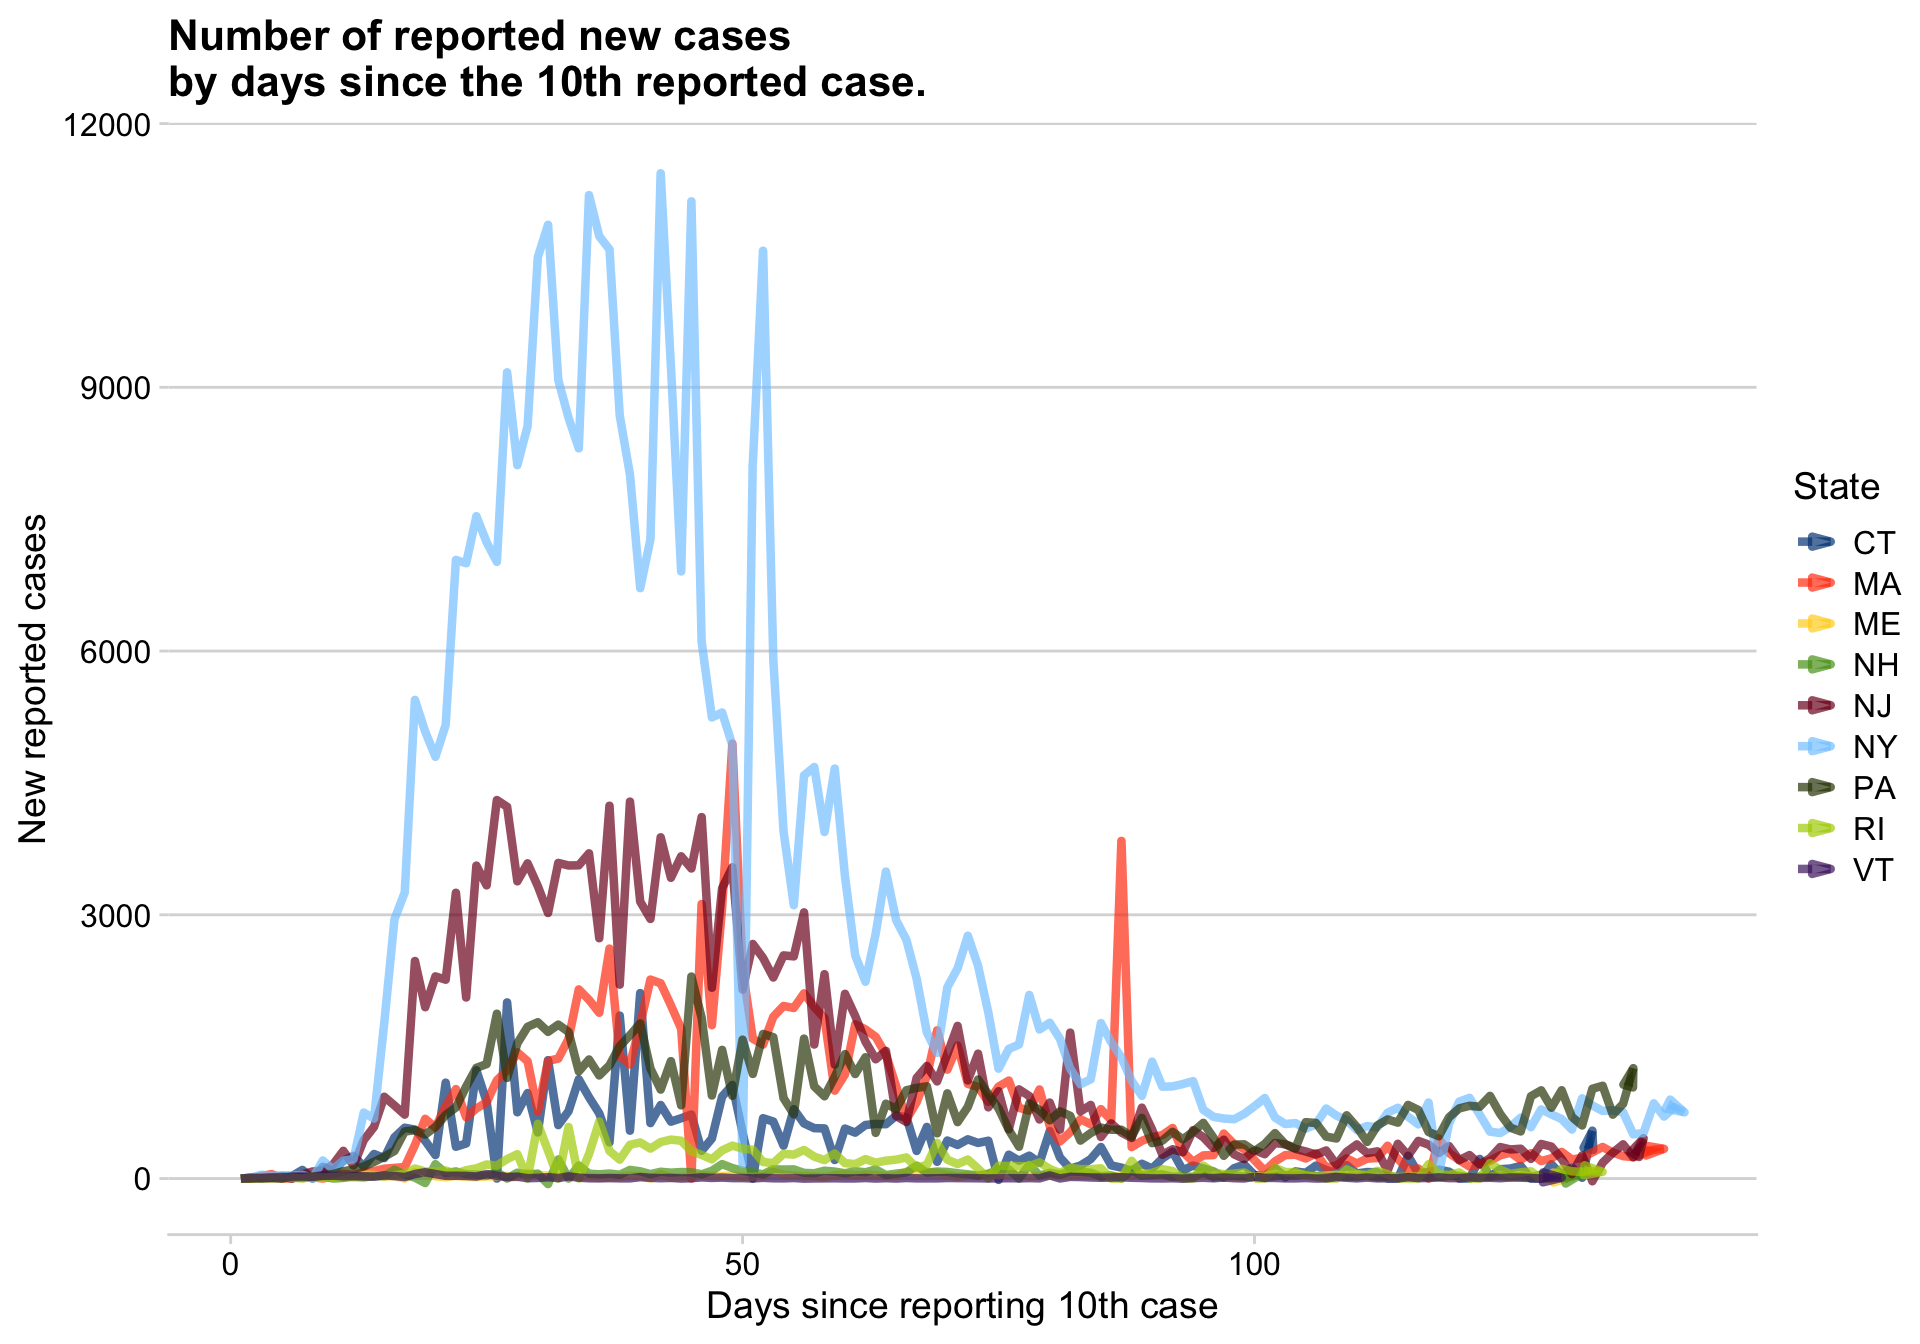 Number of reported new cases
by days since the 10th reported case.
12000
9000
6000
3000
0
New reported cases
0
50
100
Days since reporting 10th case
State
CT
MA
ME
NH
NJ
NY
PA
RI
VT